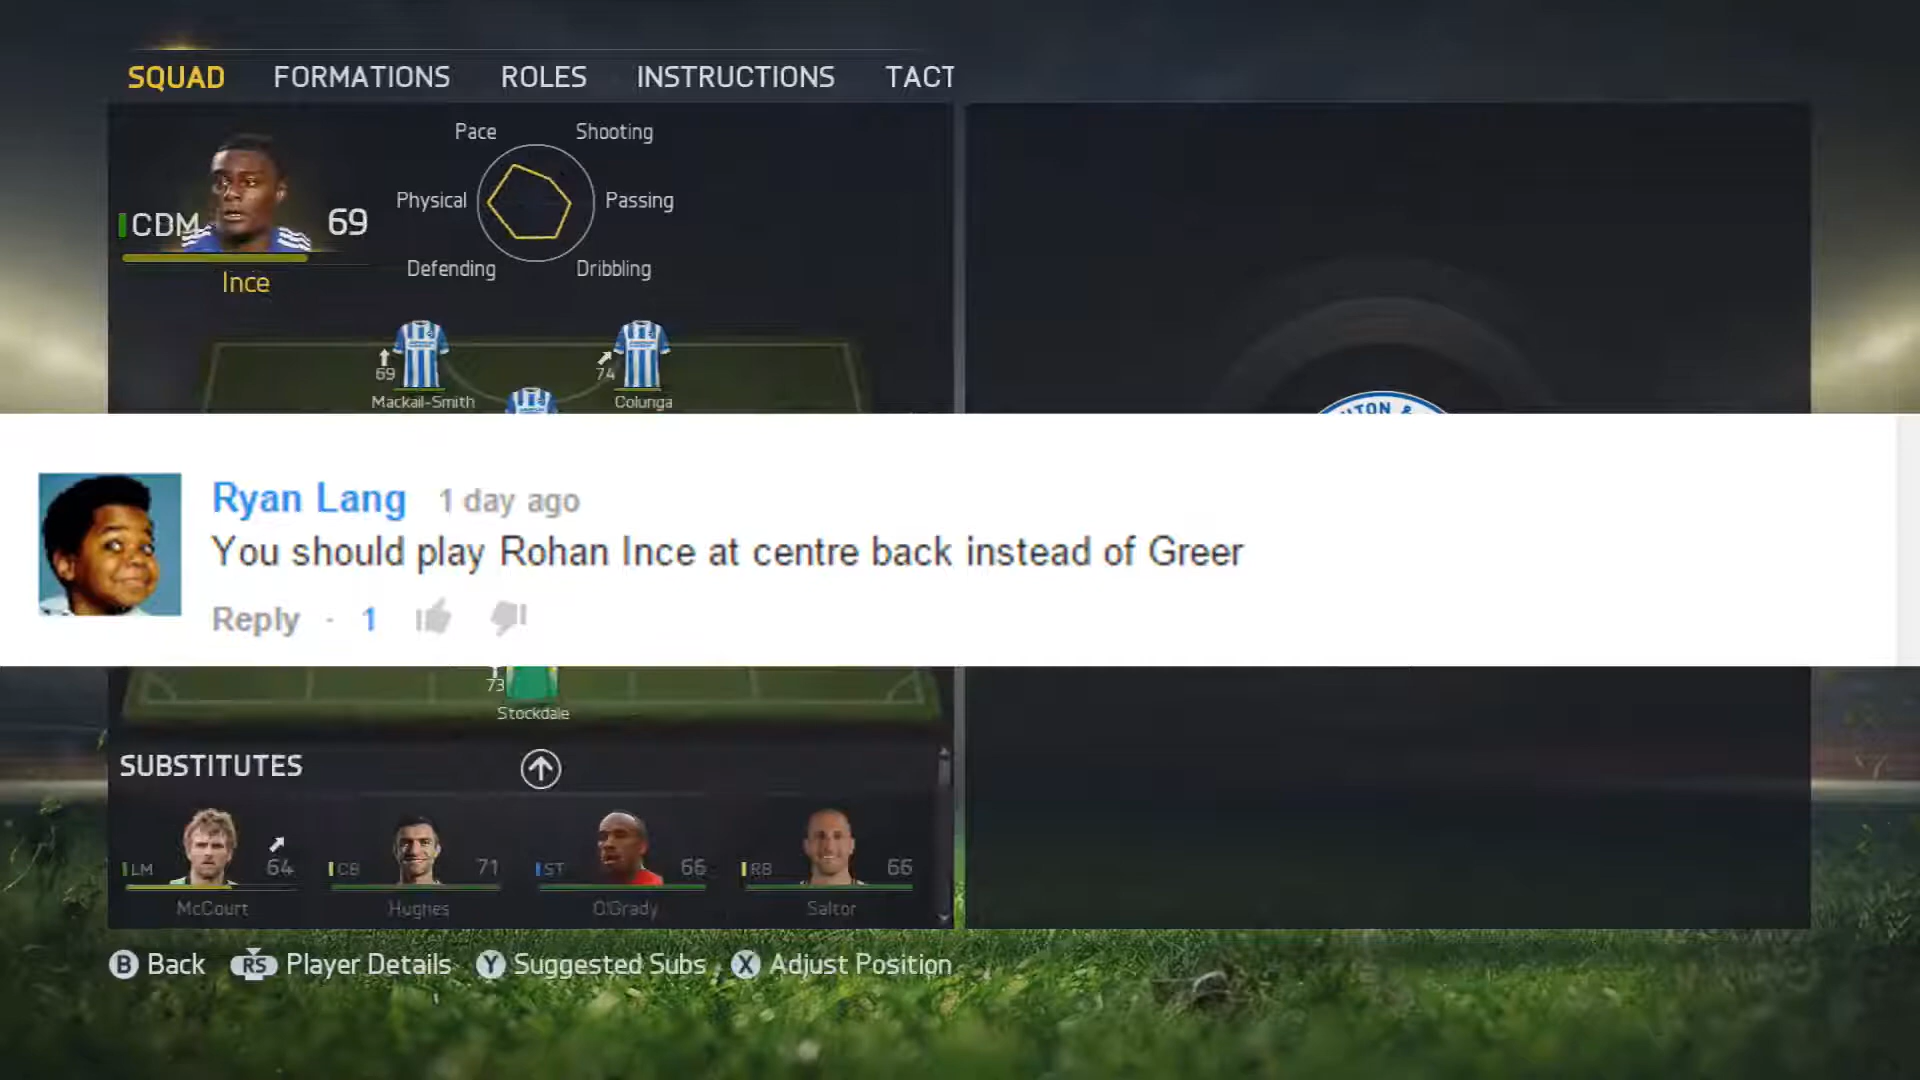 SQUAD FORMATIONS ROLES INSTRUCTIONS TACT
Pace Shooting
Physical Passing
CDM 69
Defending Dribbling
Ince
69 74
Mackail-Smith Colunga
TON &
Ryan Lang 1 day ago
You should play Rohan Ince at centre back instead of Greer
Reply · 1
73
Stockdale
SUBSTITUTES
LM 64 CB 71 ST 66 RB 66
McCourt Hughes O'Grady Saltor
B Back RS Player Details Y Suggested Subs X Adjust Position